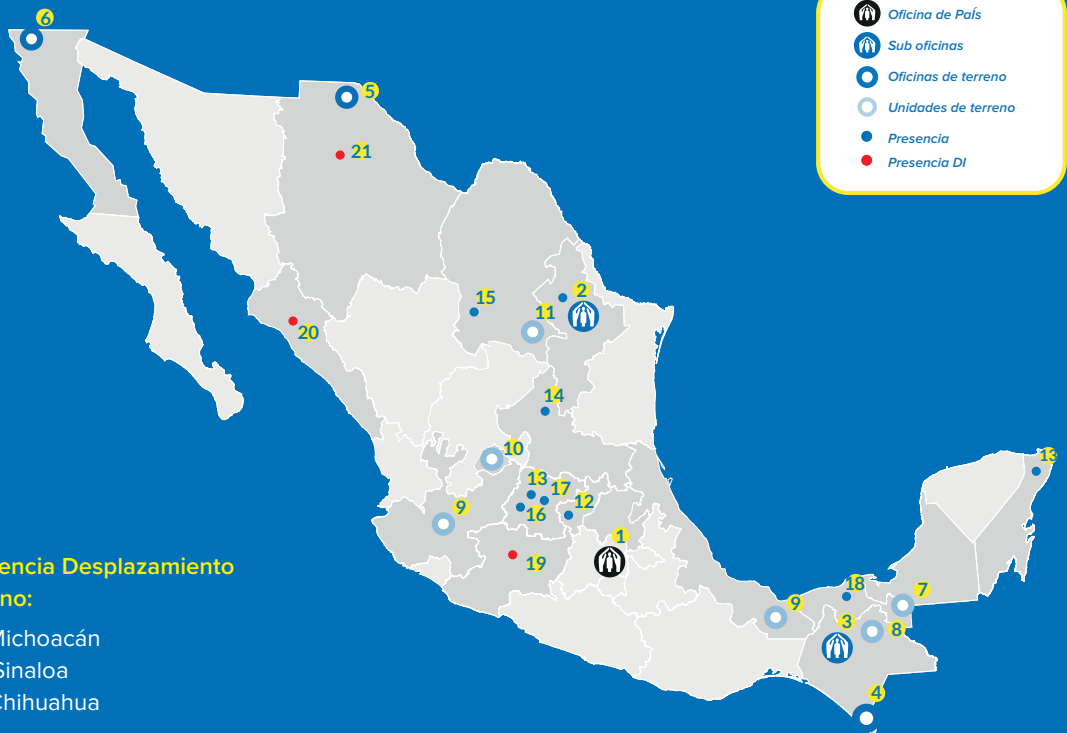 6
Oficina de País
Sub oficinas
Oficinas de terreno
Unidades de terreno
Presencia
Presencia DI
5
21
15
2
11
20
14
10
13
17
12
16
9
1
19
13
18
7
9
3
8
4
encia Desplazamiento
no:
Michoacán
Sinaloa
Chihuahua